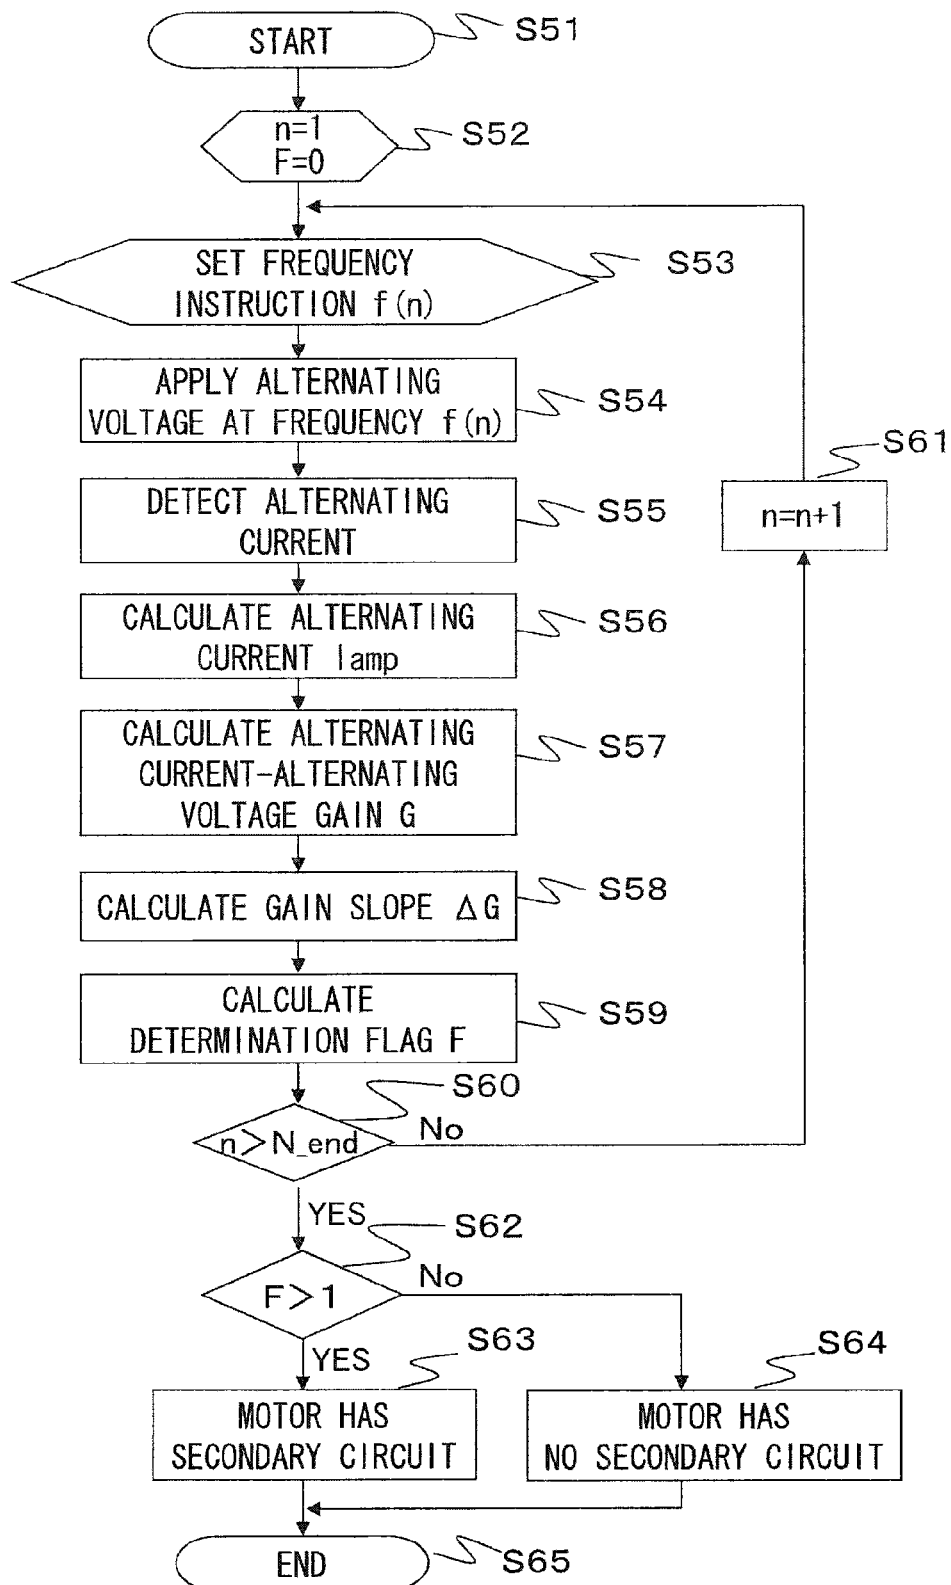 START
S51
n=1
F=0
S52
SET FREQUENCY
INSTRUCTION f(n)
S53
APPLY ALTERNATING
VOLTAGE AT FREQUENCY f(n)
S54
DETECT ALTERNATING
CURRENT
S55
S61
n=n+1
CALCULATE ALTERNATING
CURRENT Iamp
S56
CALCULATE ALTERNATING
CURRENT-ALTERNATING
VOLTAGE GAIN G
S57
CALCULATE GAIN SLOPE ΔG
S58
CALCULATE
DETERMINATION FLAG F
S59
S60
n>N_end
No
YES
S62
F>1
No
YES
S63
MOTOR HAS
SECONDARY CIRCUIT
S64
MOTOR HAS
NO SECONDARY CIRCUIT
END
S65